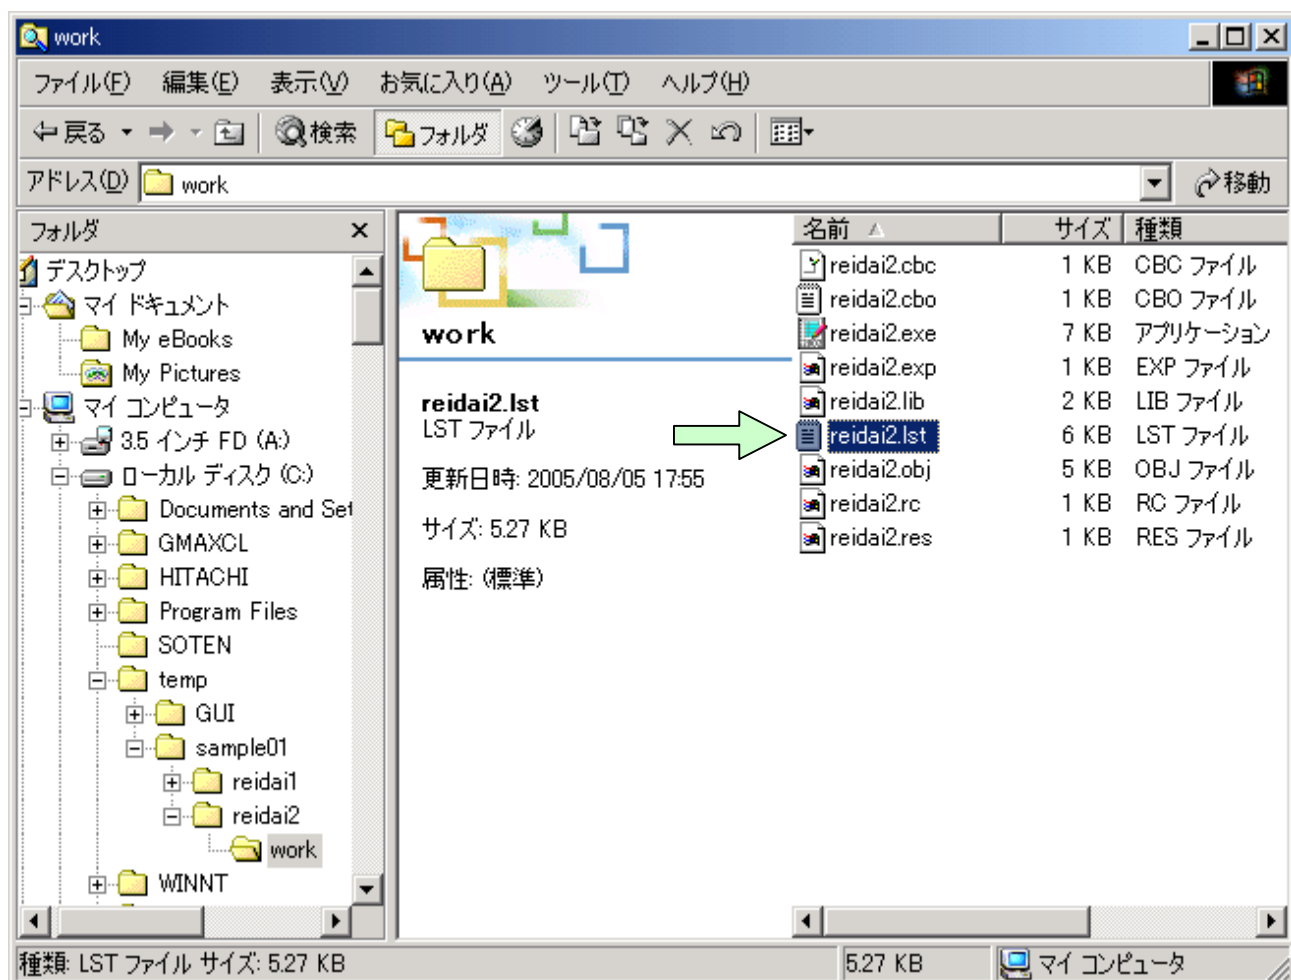 work
ファイル(F) 編集(E) 表示(V) お気に入り(A) ツール(T) ヘルプ(H)
戻る 検索 フォルダ
アドレス(D) work 移動
フォルダ
デスクトップ
マイ ドキュメント
My eBooks
My Pictures
マイ コンピュータ
3.5 インチ FD (A:)
ローカル ディスク (C:)
Documents and Set
GMAXCL
HITACHI
Program Files
SOTEN
temp
GUI
sample01
reidai1
reidai2
work
WINNT
work
reidai2.lst
LST ファイル
更新日時: 2005/08/05 17:55
サイズ: 5.27 KB
属性: (標準)
名前 サイズ 種類
reidai2.cbc 1 KB CBC ファイル
reidai2.cbo 1 KB CBO ファイル
reidai2.exe 7 KB アプリケーション
reidai2.exp 1 KB EXP ファイル
reidai2.lib 2 KB LIB ファイル
reidai2.lst 6 KB LST ファイル
reidai2.obj 5 KB OBJ ファイル
reidai2.rc 1 KB RC ファイル
reidai2.res 1 KB RES ファイル
種類: LST ファイル サイズ: 5.27 KB 5.27 KB マイ コンピュータ